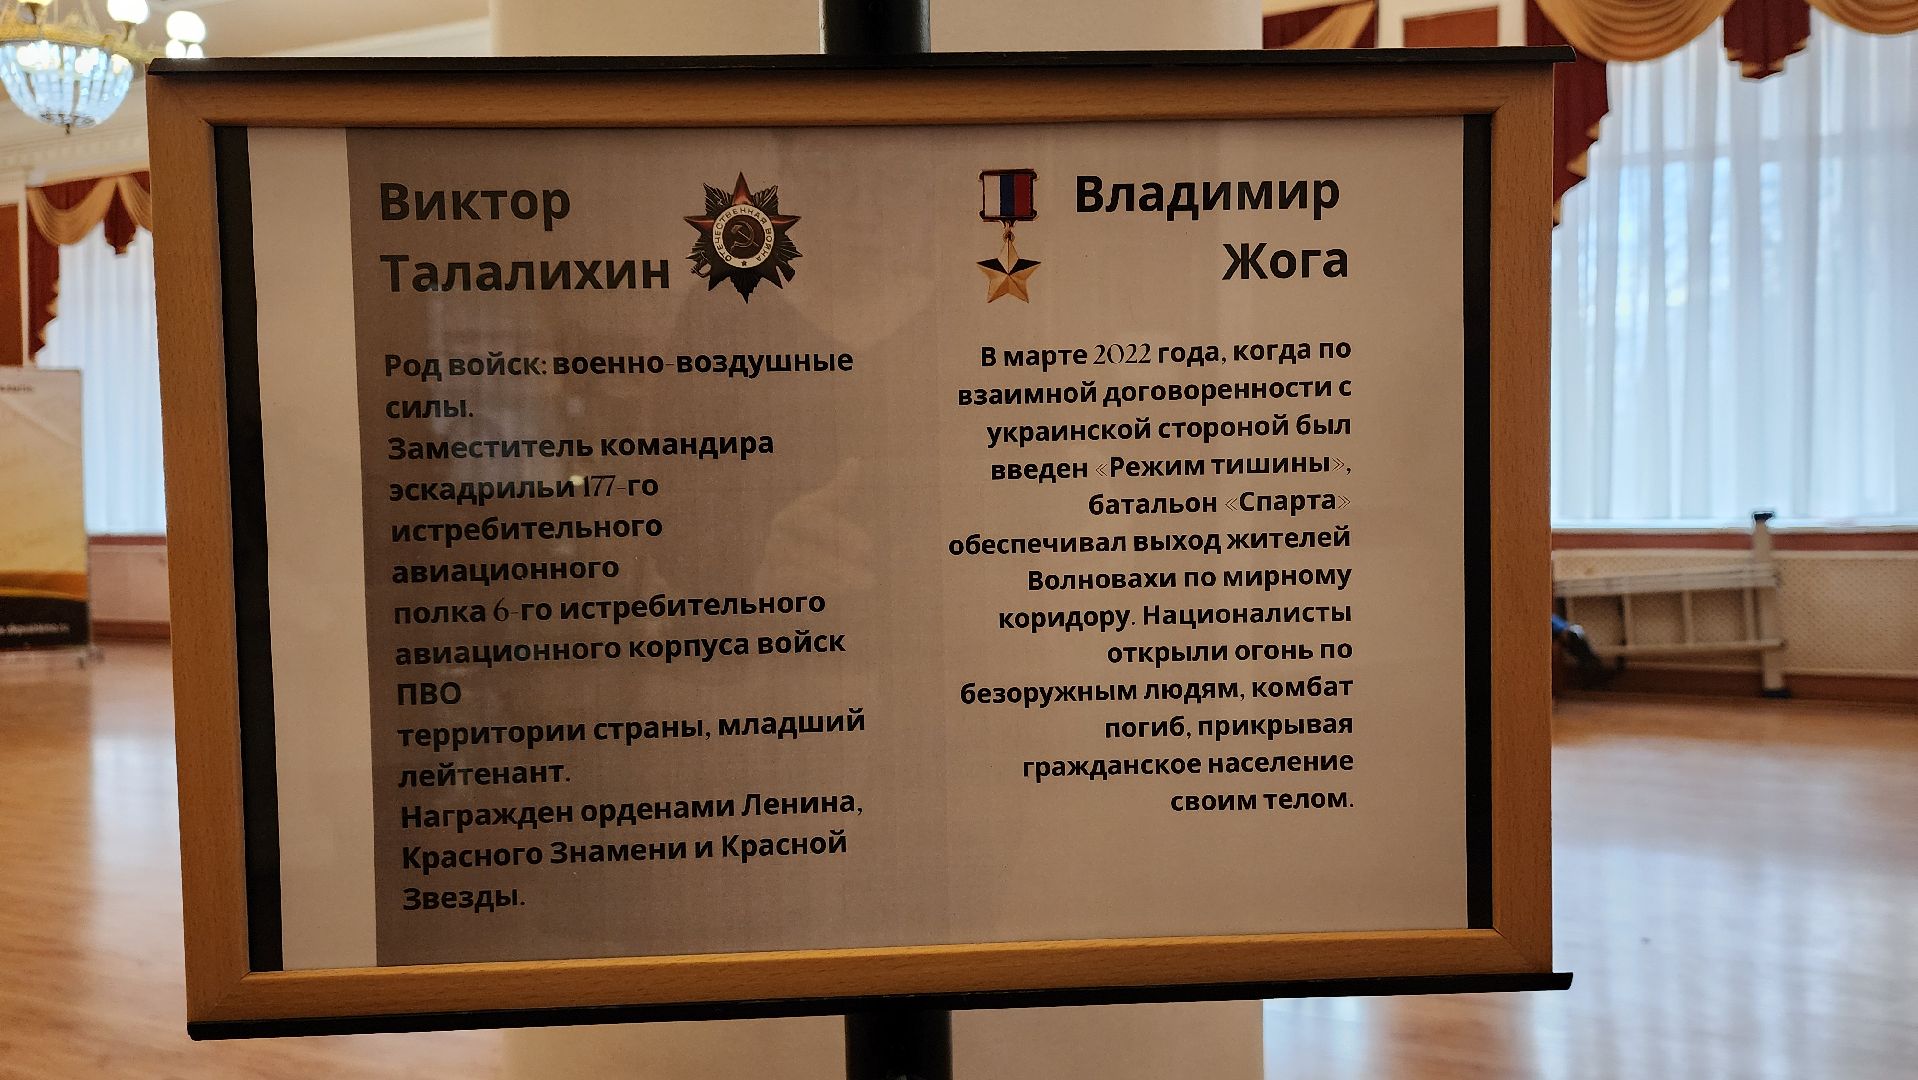 Виктор
Талалихин
ОТЕЧЕСТВЕННАЯ ВОЙНА
Род войск: военно-воздушные
силы.
Заместитель командира
эскадрильи 177-го
истребительного
авиационного
полка 6-го истребительного
авиационного корпуса войск
ПВО
территории страны, младший
лейтенант.
Награжден орденами Ленина,
Красного Знамени и Красной
Звезды.
Владимир
Жога
В марте 2022 года, когда по
взаимной договоренности с
украинской стороной был
введен «Режим тишины»,
батальон «Спарта»
обеспечивал выход жителей
Волновахи по мирному
коридору. Националисты
открыли огонь по
безоружным людям, комбат
погиб, прикрывая
гражданское население
своим телом.